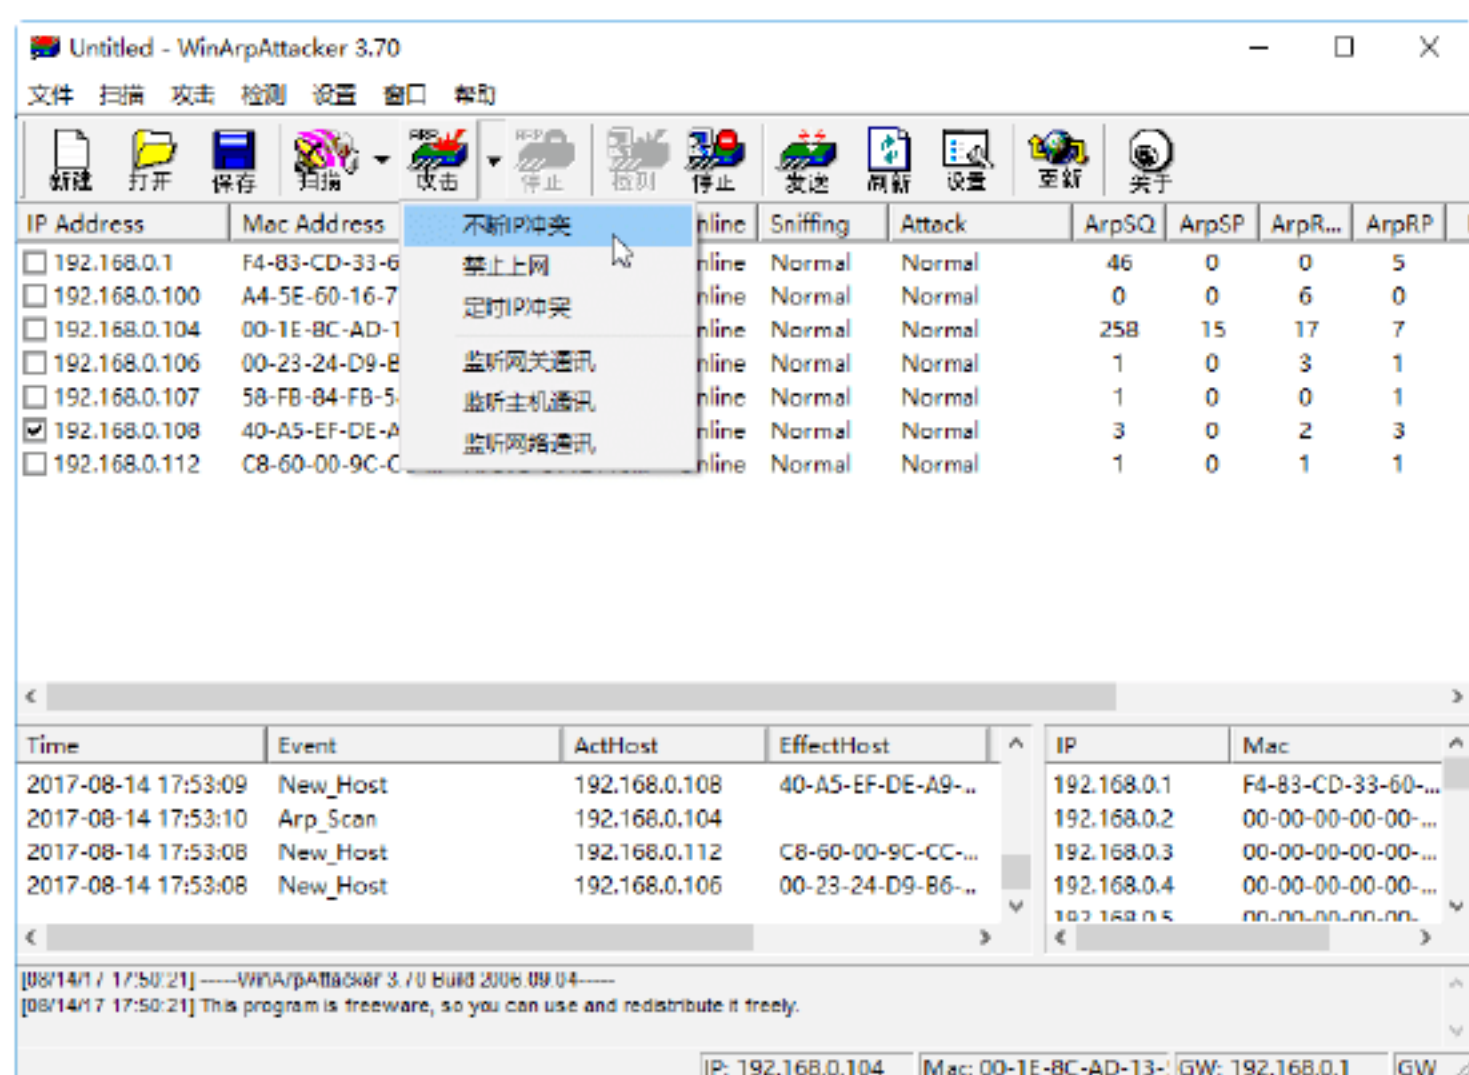 Untitled - WinArpAttacker 3.70
文件 扫描 攻击 检测 设置 窗口 帮助
新建 打开 保存 扫描 攻击 停止 检测 停止 发送 刷新 设置 更新 关于
IP Address Mac Address nline Sniffing Attack ArpSQ ArpSP ArpR... ArpRP
不断IP冲突
禁止上网
定时IP冲突
监听网关通讯
监听主机通讯
监听网络通讯
192.168.0.1 F4-83-CD-33-6 nline Normal Normal 46 0 0 5
192.168.0.100 A4-5E-60-16-7 nline Normal Normal 0 0 6 0
192.168.0.104 00-1E-8C-AD-1 nline Normal Normal 258 15 17 7
192.168.0.106 00-23-24-D9-B nline Normal Normal 1 0 3 1
192.168.0.107 58-FB-84-FB-5 nline Normal Normal 1 0 0 1
192.168.0.108 40-A5-EF-DE-A nline Normal Normal 3 0 2 3
192.168.0.112 C8-60-00-9C-C nline Normal Normal 1 0 1 1
Time Event ActHost EffectHost
2017-08-14 17:53:09 New_Host 192.168.0.108 40-A5-EF-DE-A9-...
2017-08-14 17:53:10 Arp_Scan 192.168.0.104
2017-08-14 17:53:08 New_Host 192.168.0.112 C8-60-00-9C-CC-...
2017-08-14 17:53:08 New_Host 192.168.0.106 00-23-24-D9-B6-...
IP Mac
192.168.0.1 F4-83-CD-33-60-...
192.168.0.2 00-00-00-00-00-...
192.168.0.3 00-00-00-00-00-...
192.168.0.4 00-00-00-00-00-...
192.168.0.5 00-00-00-00-00-
[08/14/17 17:50:21] -----WinArpAttacker 3.70 Build 2006.09.04-----
[08/14/17 17:50:21] This program is freeware, so you can use and redistribute it freely.
IP: 192.168.0.104 Mac: 00-1E-8C-AD-13- GW: 192.168.0.1 GW